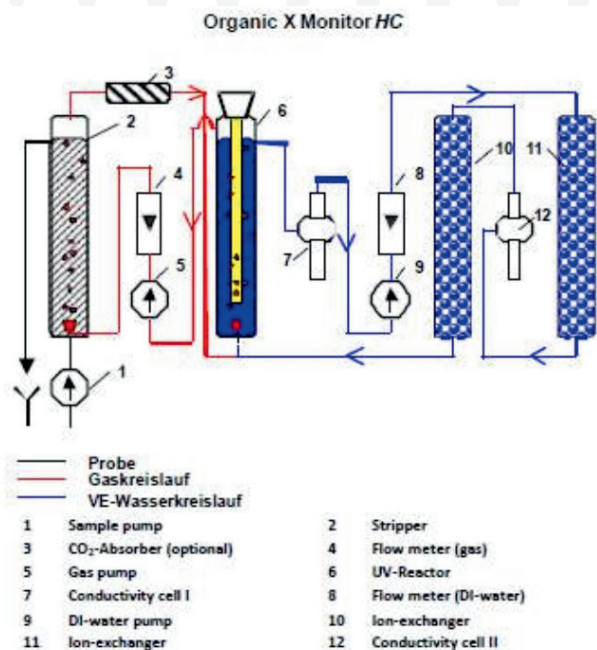 Organic X Monitor HC
3
2
6
4
8
10
11
12
5
7
9
1
Probe
Gaskreislauf
VE-Wasserkreislauf
1 Sample pump 2 Stripper
3 CO₂-Absorber (optional) 4 Flow meter (gas)
5 Gas pump 6 UV-Reactor
7 Conductivity cell I 8 Flow meter (DI-water)
9 DI-water pump 10 Ion-exchanger
11 Ion-exchanger 12 Conductivity cell II